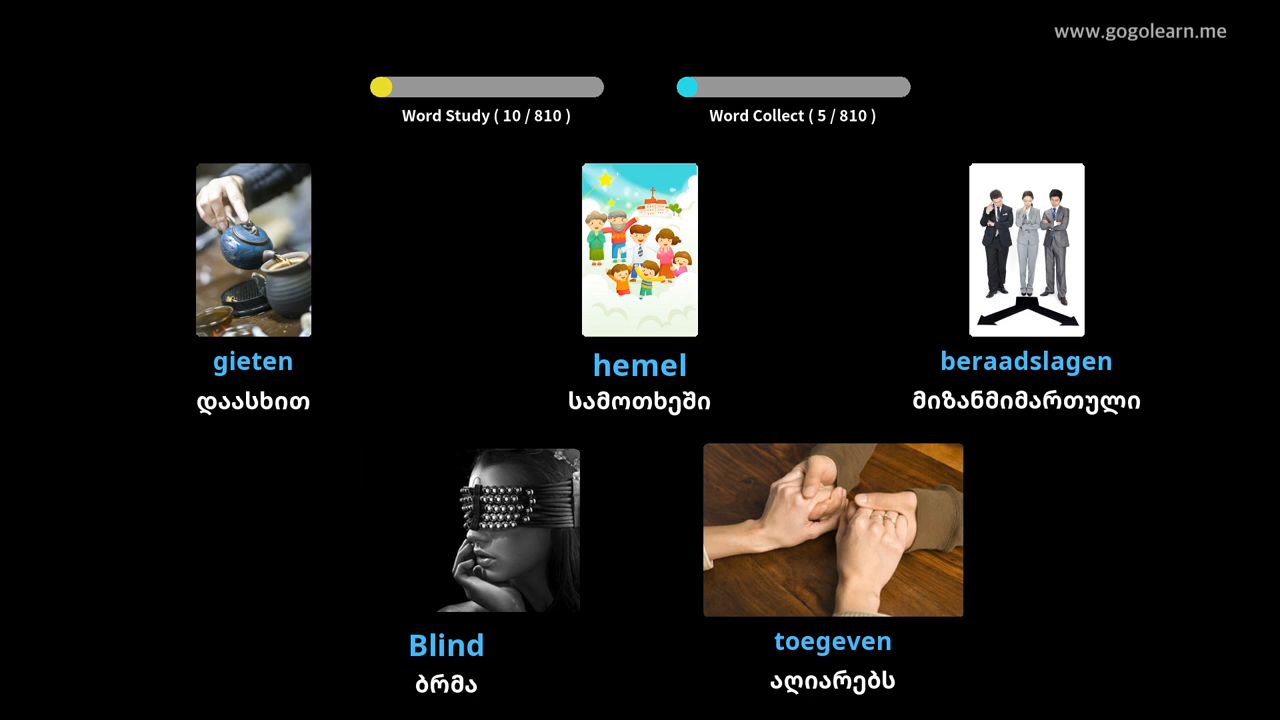 www.gogolearn.me
Word Study ( 10 / 810 )
Word Collect ( 5 / 810 )
gieten
დაასხით
hemel
სამოთხეში
beraadslagen
მიზანმიმართული
Blind
ბრმა
toegeven
აღიარებს